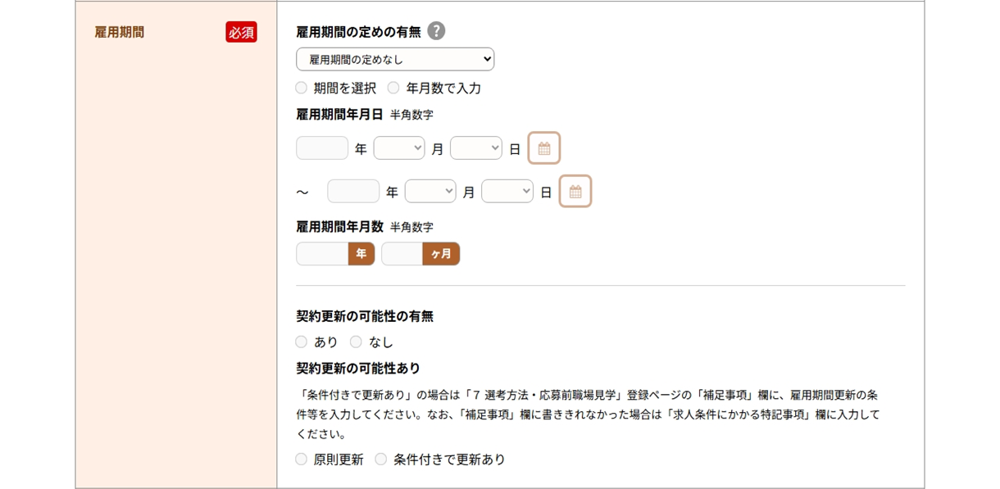 雇用期間 必須
雇用期間の定めの有無 ?
雇用期間の定めなし
期間を選択 年月数で入力
雇用期間年月日 半角数字
年 月 日
～ 年 月 日
雇用期間年月数 半角数字
年 ヶ月
契約更新の可能性の有無
あり なし
契約更新の可能性あり
「条件付きで更新あり」の場合は「７ 選考方法・応募前職場見学」登録ページの「補足事項」欄に、雇用期間更新の条
件等を入力してください。なお、「補足事項」欄に書ききれなかった場合は「求人条件にかかる特記事項」欄に入力して
ください。
原則更新 条件付きで更新あり